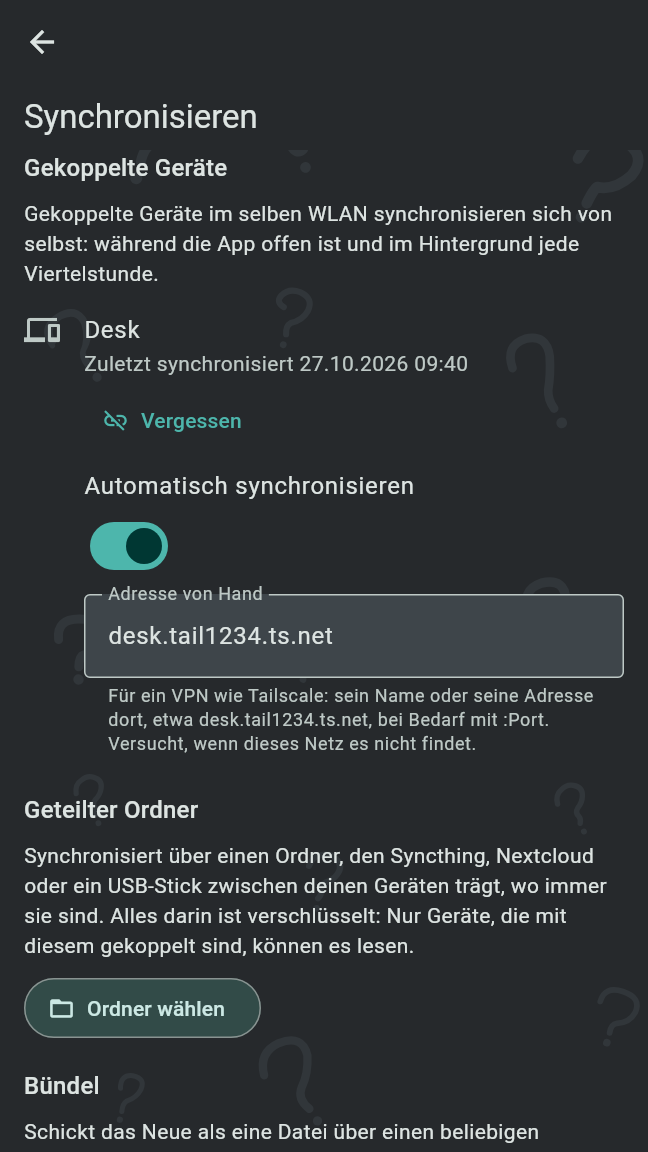 Synchronisieren
Gekoppelte Geräte
Gekoppelte Geräte im selben WLAN synchronisieren sich von
selbst: während die App offen ist und im Hintergrund jede
Viertelstunde.
Desk
Zuletzt synchronisiert 27.10.2026 09:40
Vergessen
Automatisch synchronisieren
Adresse von Hand
desk.tail1234.ts.net
Für ein VPN wie Tailscale: sein Name oder seine Adresse
dort, etwa desk.tail1234.ts.net, bei Bedarf mit :Port.
Versucht, wenn dieses Netz es nicht findet.
Geteilter Ordner
Synchronisiert über einen Ordner, den Syncthing, Nextcloud
oder ein USB-Stick zwischen deinen Geräten trägt, wo immer
sie sind. Alles darin ist verschlüsselt: Nur Geräte, die mit
diesem gekoppelt sind, können es lesen.
Ordner wählen
Bündel
Schickt das Neue als eine Datei über einen beliebigen